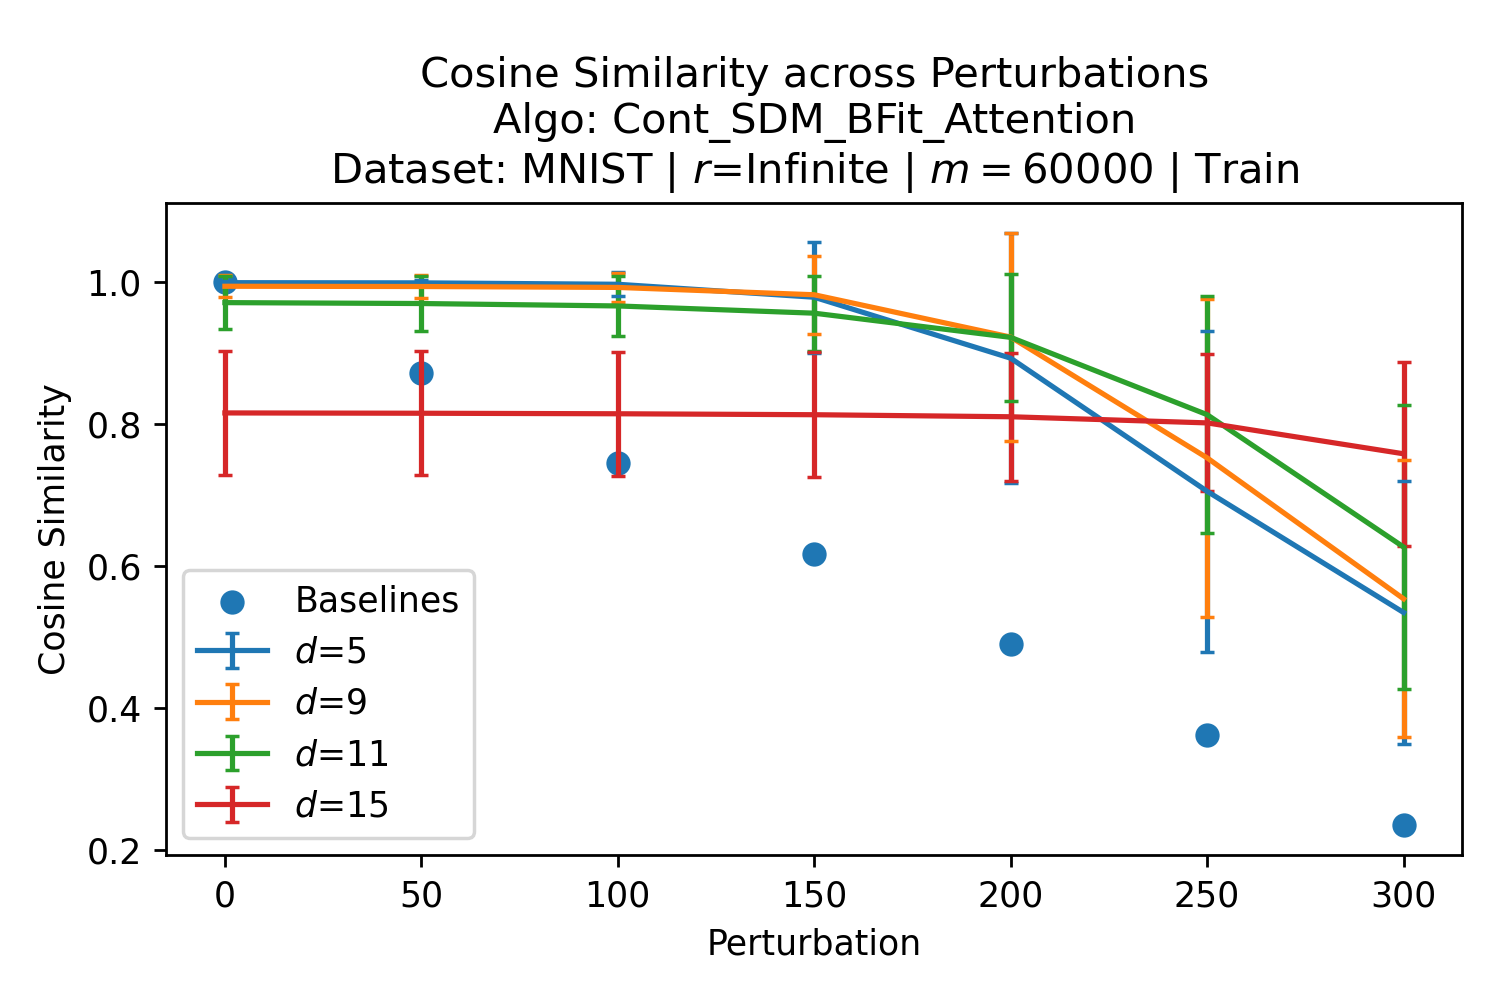 Cosine Similarity across Perturbations
Algo: Cont_SDM_BFit_Attention
Dataset: MNIST | r=Infinite | m = 60000 | Train
Cosine Similarity
1.0
0.8
0.6
0.4
0.2
Baselines
d=5
d=9
d=11
d=15
0 50 100 150 200 250 300
Perturbation